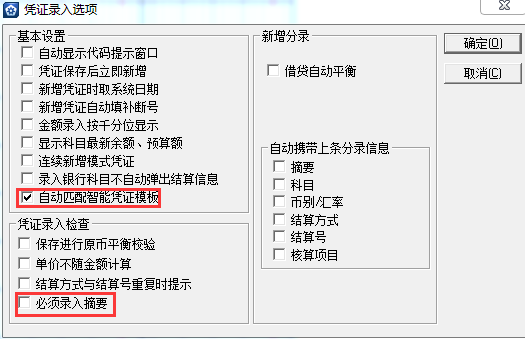 凭证录入选项
基本设置
自动显示代码提示窗口
凭证保存后立即新增
新增凭证时取系统日期
新增凭证自动填补断号
金额录入按千分位显示
显示科目最新余额、预算额
连续新增模式凭证
录入银行科目不自动弹出结算信息
自动匹配智能凭证模板
凭证录入检查
保存进行原币平衡校验
单价不随金额计算
结算方式与结算号重复时提示
必须录入摘要
新增分录
借贷自动平衡
自动携带上条分录信息
摘要
科目
币别/汇率
结算方式
结算号
核算项目
确定(O)
取消(C)